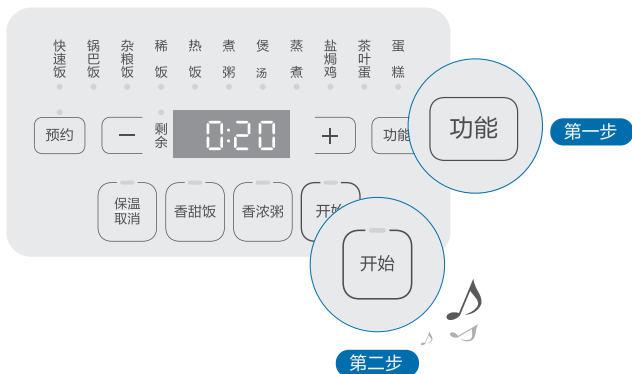 快速饭 锅巴饭 杂粮饭 稀饭 热饭 煮粥 煲汤 蒸煮 盐焗鸡 茶叶蛋 蛋糕
预约 − 剩余 0:20 + 功能
功能
第一步
保温取消 香甜饭 香浓粥 开始
开始
第二步